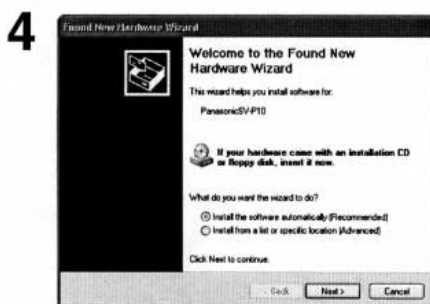 4
Found New Hardware Wizard
Welcome to the Found New
Hardware Wizard
This wizard helps you install software for:
PanasonicSV-P10
If your hardware came with an installation CD
or floppy disk, insert it now.
What do you want the wizard to do?
Install the software automatically (Recommended)
Install from a list or specific location (Advanced)
Click Next to continue.
< Back Next > Cancel